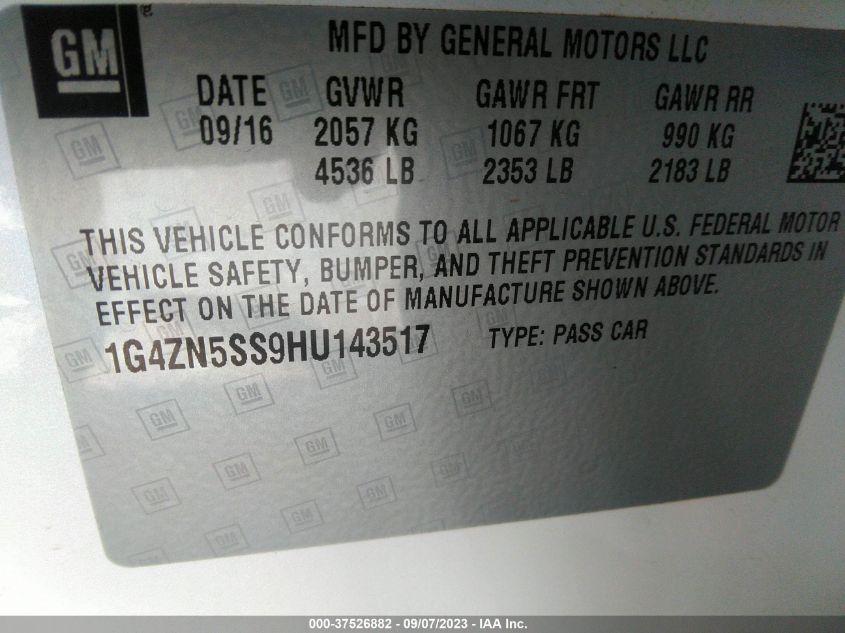 GM
®
MFD BY GENERAL MOTORS LLC
DATE GVWR GAWR FRT GAWR RR
09/16 2057 KG 1067 KG 990 KG
4536 LB 2353 LB 2183 LB
THIS VEHICLE CONFORMS TO ALL APPLICABLE U.S. FEDERAL MOTOR
VEHICLE SAFETY, BUMPER, AND THEFT PREVENTION STANDARDS IN
EFFECT ON THE DATE OF MANUFACTURE SHOWN ABOVE.
1G4ZN5SS9HU143517 TYPE: PASS CAR
000-37526882 - 09/07/2023 - IAA Inc.